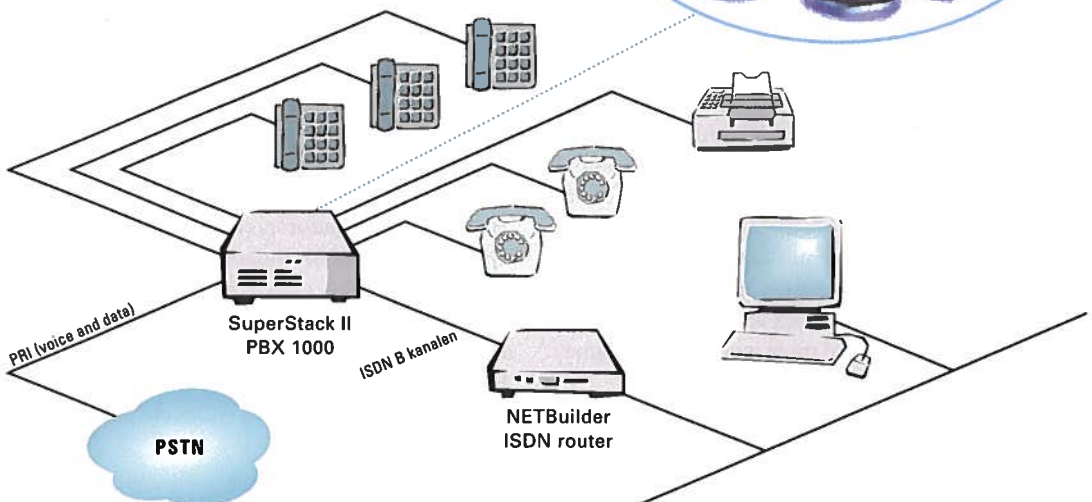 SuperStack II
PBX 1000
PRI (voice and data)
ISDN B kanalen
NETBuilder
ISDN router
PSTN